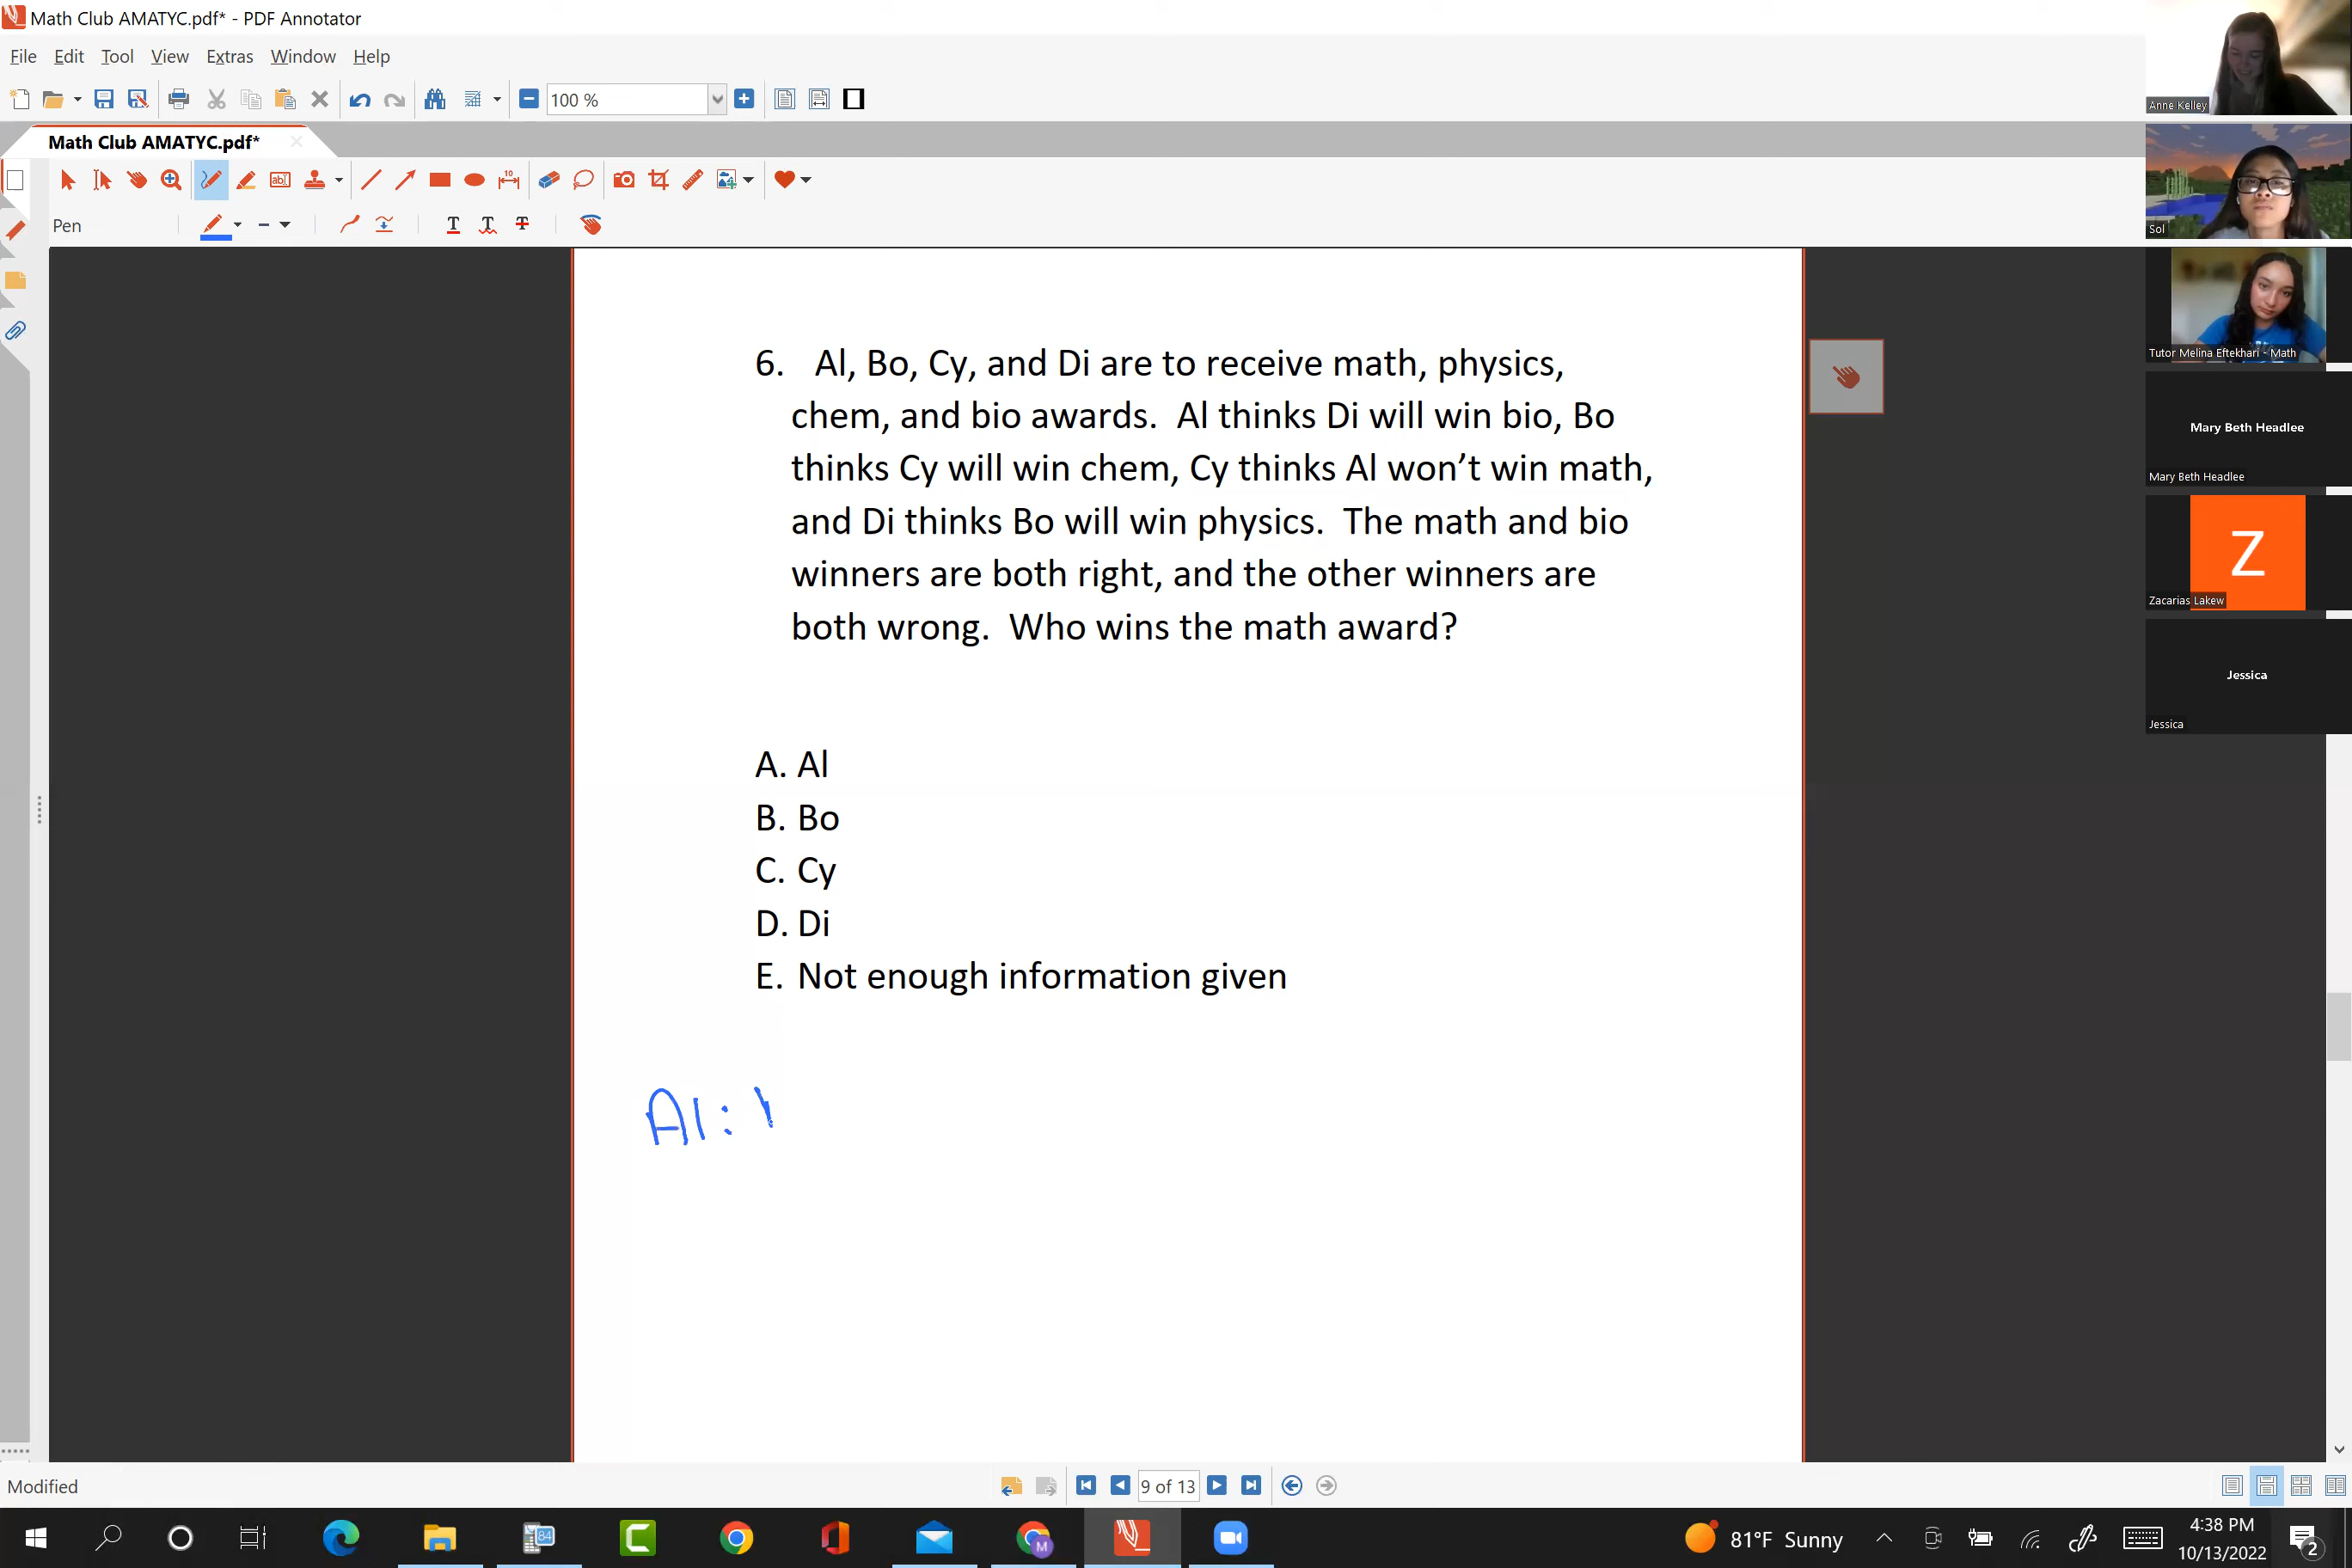 Math Club AMATYC.pdf* - PDF Annotator
File Edit Tool View Extras Window Help
100 %
Math Club AMATYC.pdf*
Pen
6. Al, Bo, Cy, and Di are to receive math, physics,
chem, and bio awards. Al thinks Di will win bio, Bo
thinks Cy will win chem, Cy thinks Al won’t win math,
and Di thinks Bo will win physics. The math and bio
winners are both right, and the other winners are
both wrong. Who wins the math award?
A. Al
B. Bo
C. Cy
D. Di
E. Not enough information given
Al:
Anne Kelley
Sol
Tutor Melina Eftekhari - Math
Mary Beth Headlee
Mary Beth Headlee
Z
Zacarias Lakew
Jessica
Jessica
Modified
9 of 13
84
M
81°F Sunny
4:38 PM
10/13/2022
2